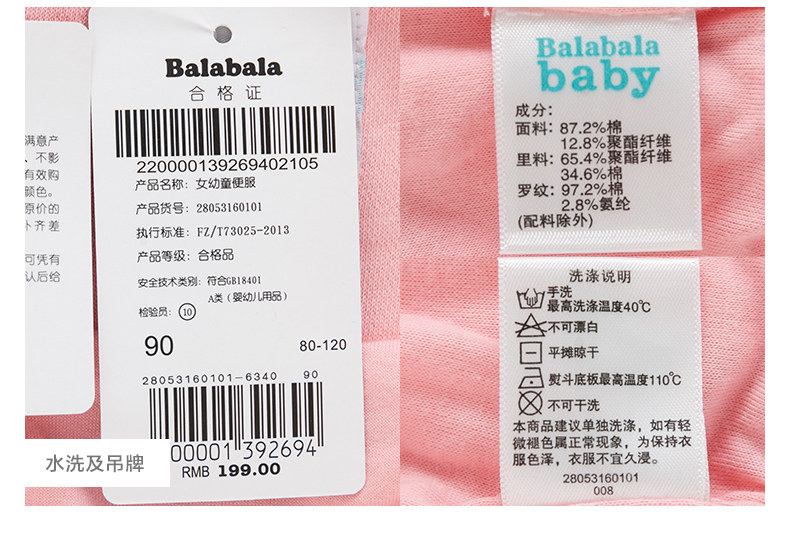 满意产
、不影
有效购
颜色。
原价的
卜齐差
可凭有
认后给
Balabala
合格证
220000139269402105
产品名称：女幼童便服
产品货号：28053160101
执行标准：FZ/T73025-2013
产品等级：合格品
安全技术类别：符合GB18401
A类（婴幼儿用品）
检验员：⑩
90 80-120
28053160101-6340 90
00001 392694
RMB 199.00
水洗及吊牌
Balabala
baby
成分：
面料：87.2%棉
12.8%聚酯纤维
里料：65.4%聚酯纤维
34.6%棉
罗纹：97.2%棉
2.8%氨纶
(配料除外)
洗涤说明
手洗
最高洗涤温度40℃
不可漂白
平摊晾干
熨斗底板最高温度110℃
不可干洗
本商品建议单独洗涤，如有轻
微褪色属正常现象，为保持衣
服色泽，衣服不宜久浸。
28053160101
008